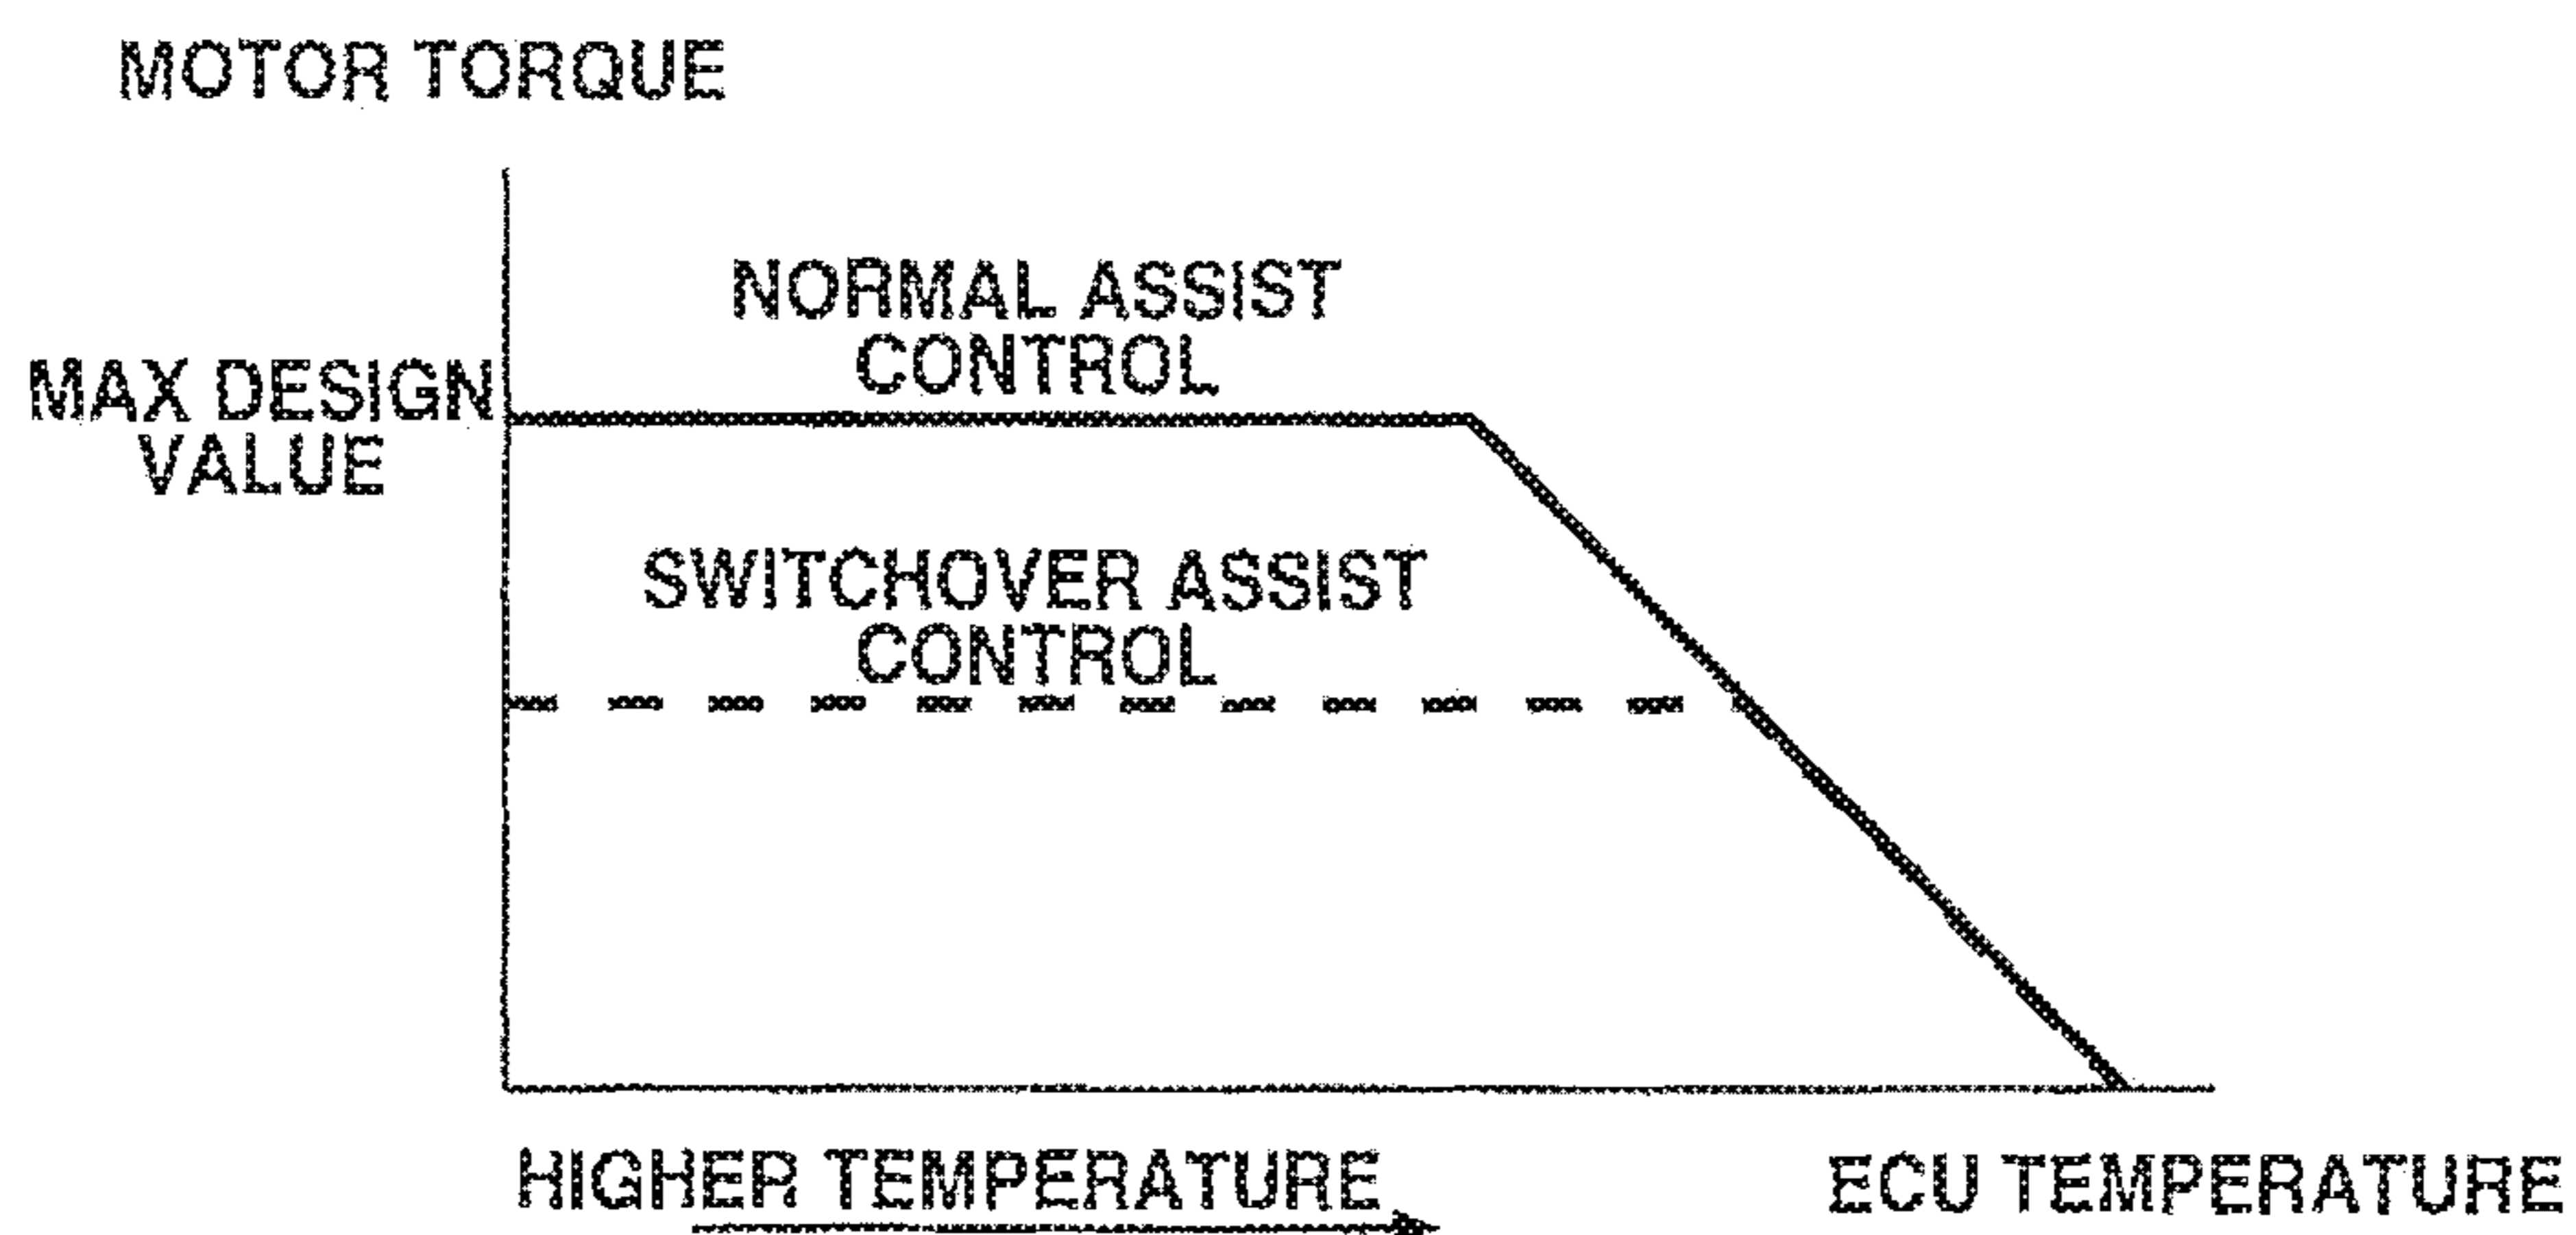 MOTOR TORQUE
NORMAL ASSIST
CONTROL
MAX DESIGN
VALUE
SWITCHOVER ASSIST
CONTROL
HIGHER TEMPERATURE
ECU TEMPERATURE